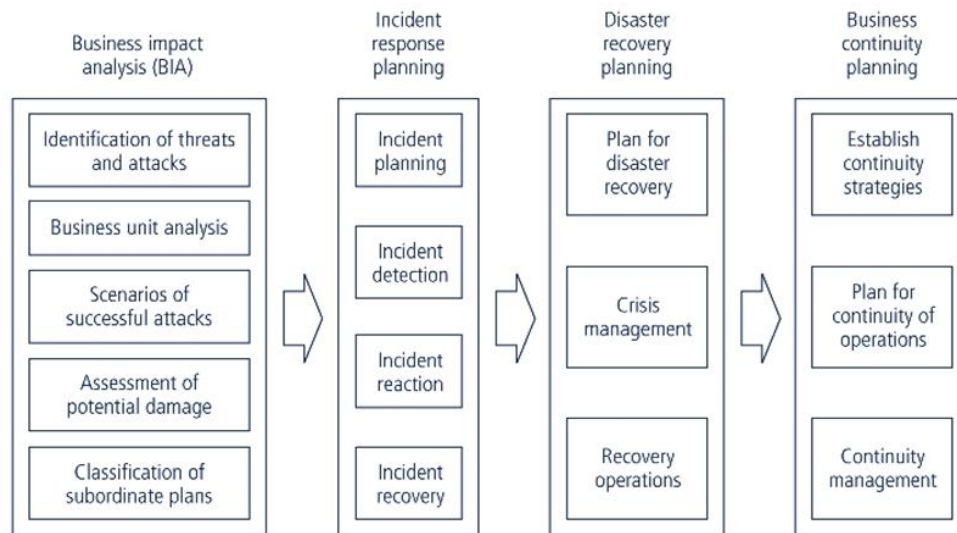 Business impact
analysis (BIA)
Incident
response
planning
Disaster
recovery
planning
Business
continuity
planning
Identification of threats
and attacks
Business unit analysis
Scenarios of
successful attacks
Assessment of
potential damage
Classification of
subordinate plans
Incident
planning
Incident
detection
Incident
reaction
Incident
recovery
Plan for
disaster
recovery
Crisis
management
Recovery
operations
Establish
continuity
strategies
Plan for
continuity of
operations
Continuity
management